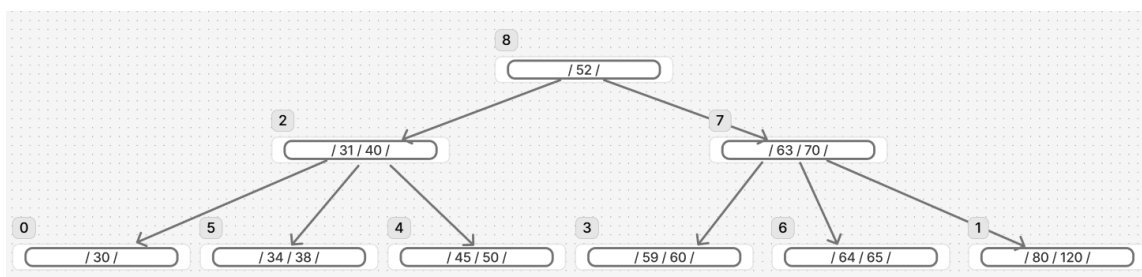 8
/ 52 /
2
7
/ 31 / 40 /
/ 63 / 70 /
0
5
4
3
6
1
/ 30 /
/ 34 / 38 /
/ 45 / 50 /
/ 59 / 60 /
/ 64 / 65 /
/ 80 / 120 /